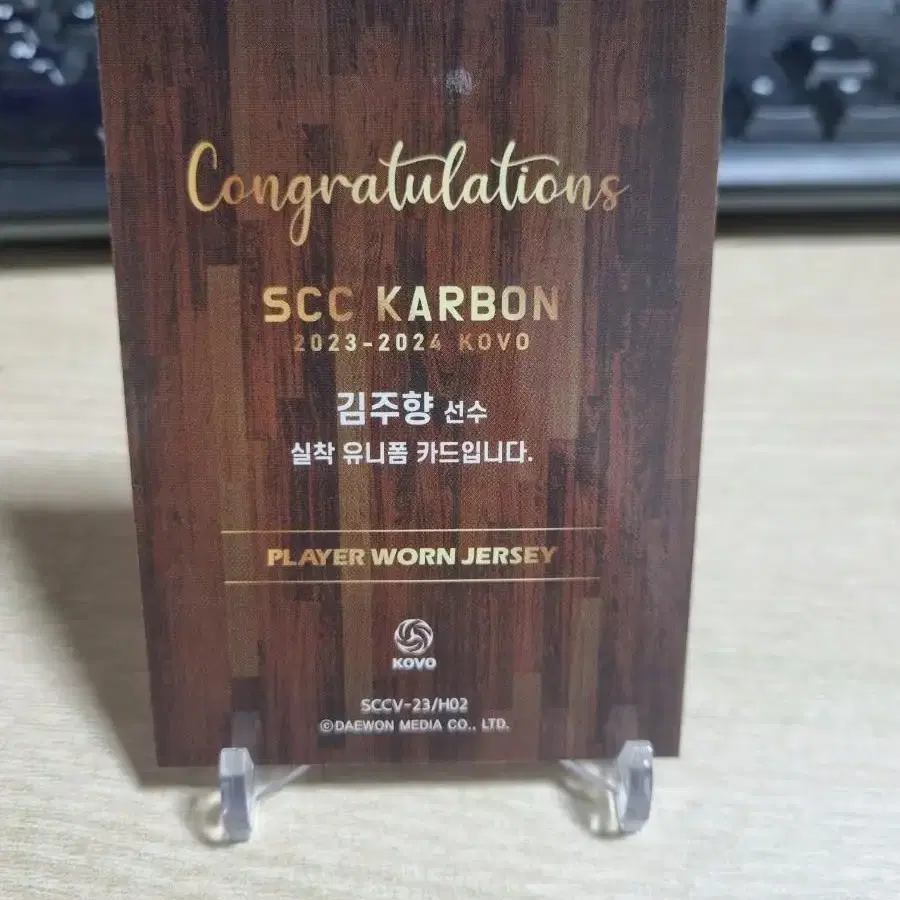 Congratulations
SCC KARBON
2023-2024 KOVO
김주향 선수
실착 유니폼 카드입니다.
PLAYER WORN JERSEY
KOVO
SCCV-23/H02
©DAEWON MEDIA CO., LTD.